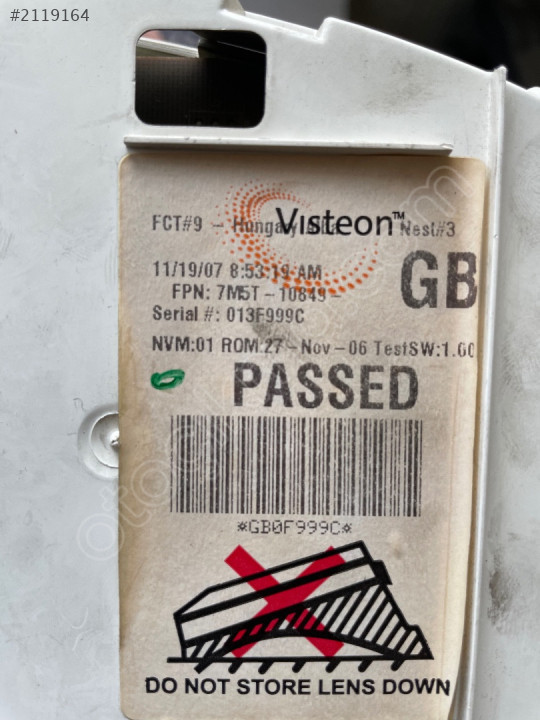 #2119164
Visteon™
FCT#9 - Hungary Nest#3
11/19/07 8:53:19 AM
GB
FPN: 7M5T-10849-
Serial #: 013F999C
NVM:01 ROM:27-Nov-06 TestSW:1.00
PASSED
*GB0F999C*
DO NOT STORE LENS DOWN